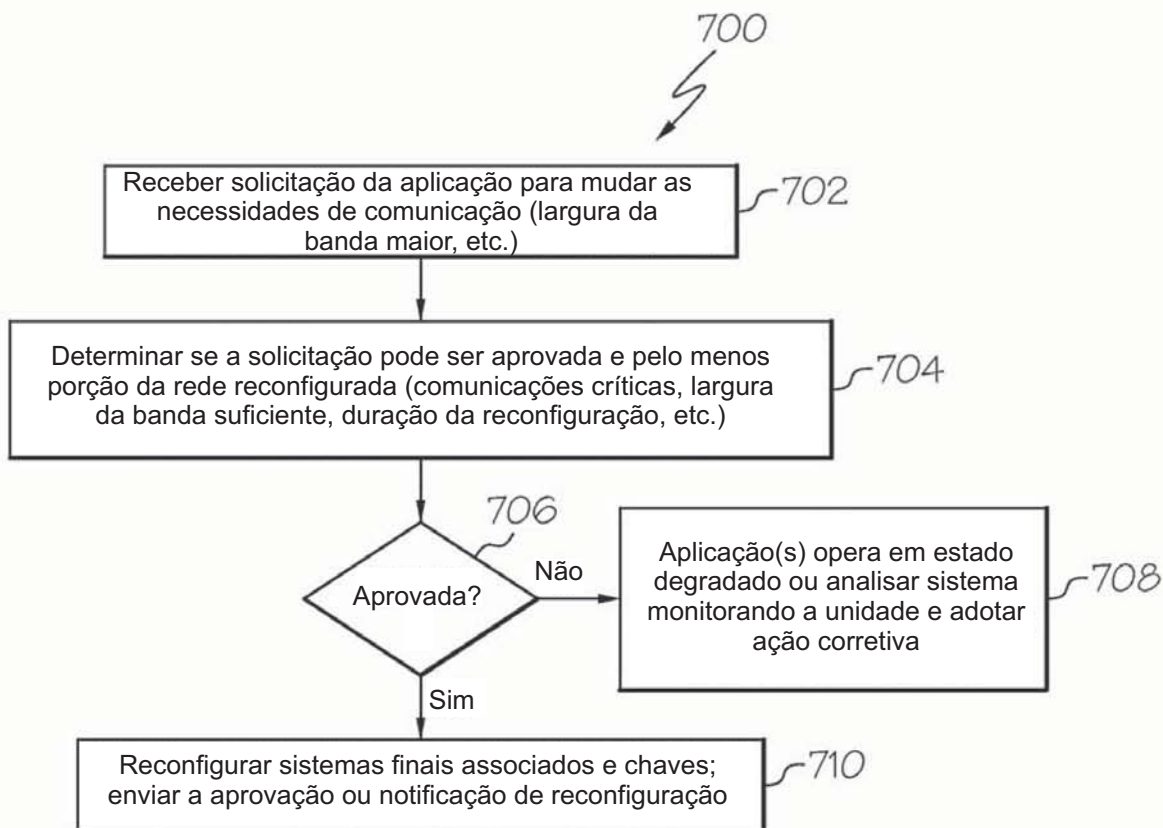 700
Receber solicitação da aplicação para mudar as
necessidades de comunicação (largura da
banda maior, etc.)
702
Determinar se a solicitação pode ser aprovada e pelo menos
porção da rede reconfigurada (comunicações críticas, largura
da banda suficiente, duração da reconfiguração, etc.)
704
706
Aprovada?
Não
Aplicação(s) opera em estado
degradado ou analisar sistema
monitorando a unidade e adotar
ação corretiva
708
Sim
Reconfigurar sistemas finais associados e chaves;
enviar a aprovação ou notificação de reconfiguração
710